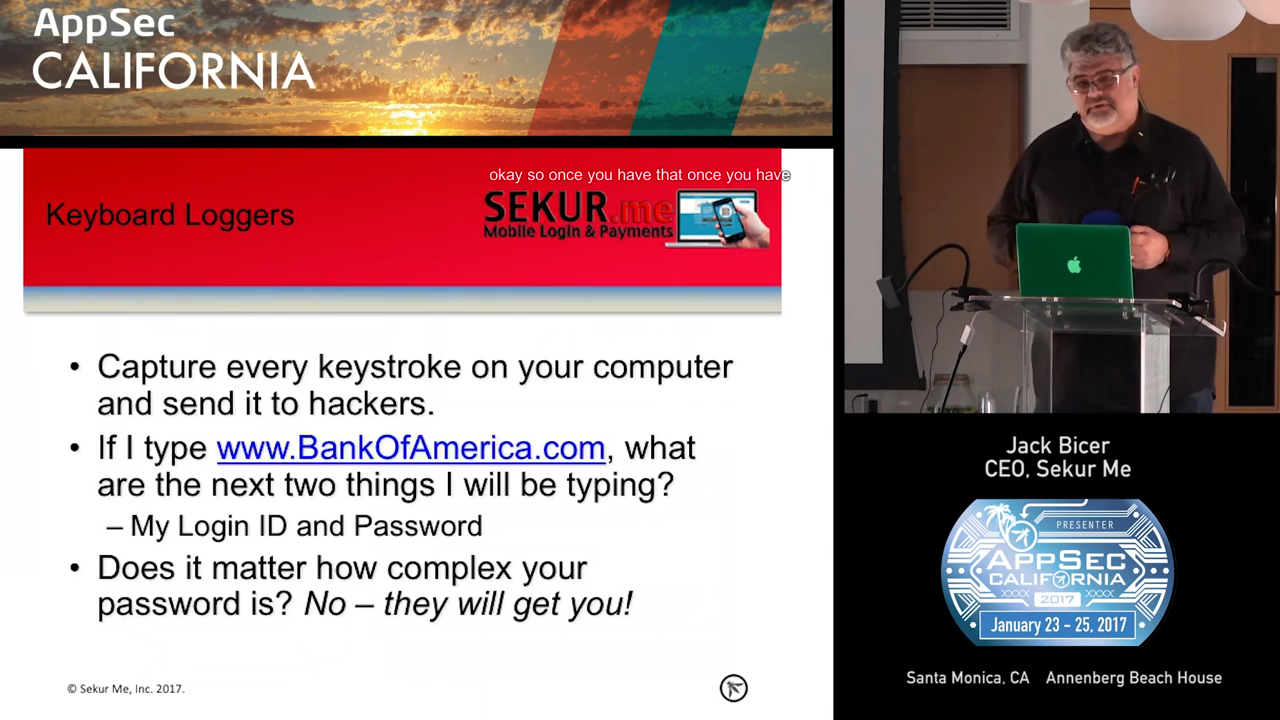 AppSec
CALIFORNIA
okay so once you have that once you have
Keyboard Loggers
SEKUR.me
Mobile Login & Payments
• Capture every keystroke on your computer
and send it to hackers.
• If I type www.BankOfAmerica.com, what
are the next two things I will be typing?
– My Login ID and Password
• Does it matter how complex your
password is? No – they will get you!
© Sekur Me, Inc. 2017.
Jack Bicer
CEO, Sekur Me
PRESENTER
APPSEC
CALIFORNIA
2017
January 23 – 25, 2017
Santa Monica, CA Annenberg Beach House